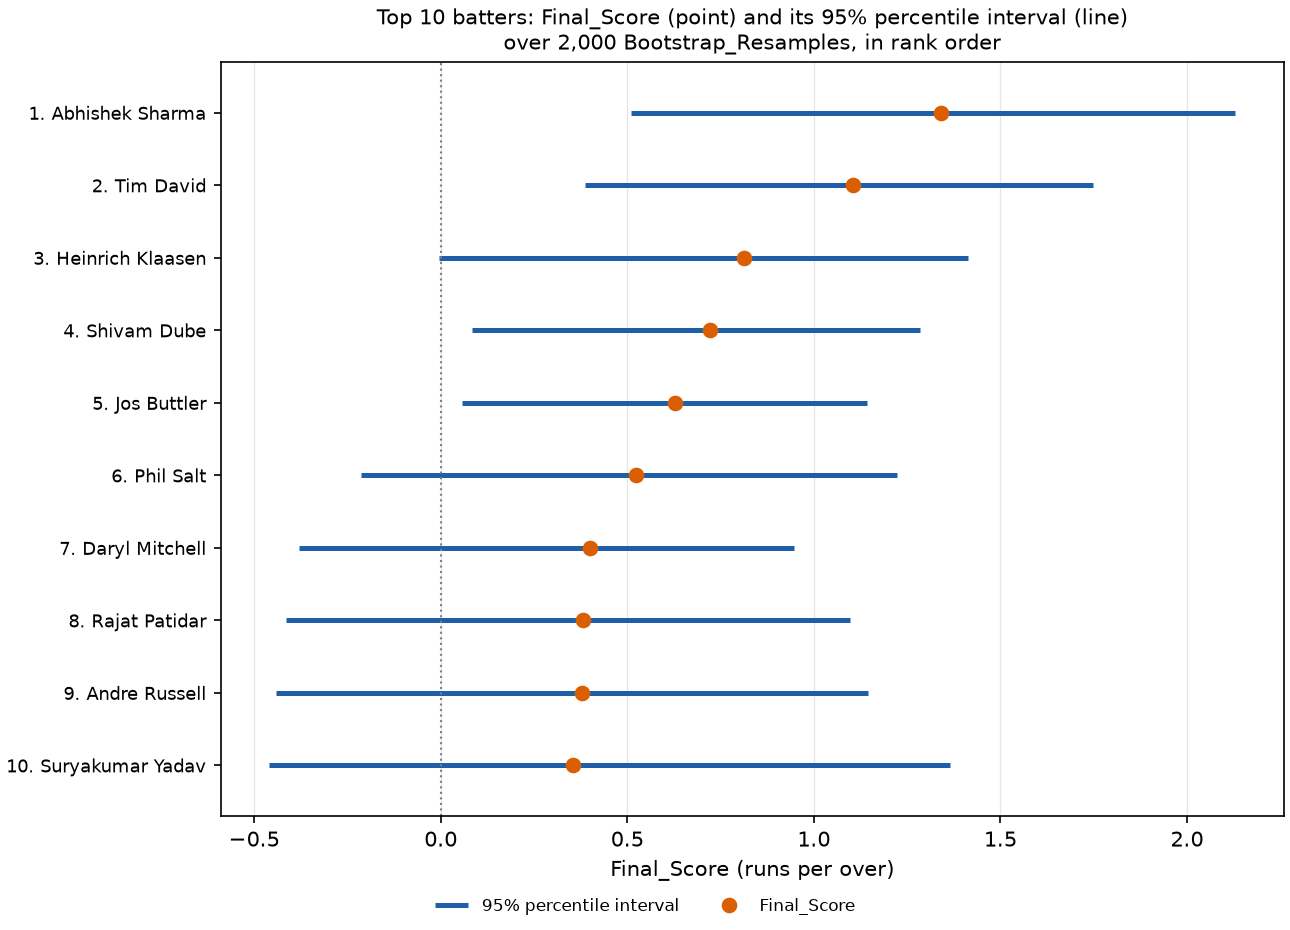 Top 10 batters: Final_Score (point) and its 95% percentile interval (line)
over 2,000 Bootstrap_Resamples, in rank order
1. Abhishek Sharma
2. Tim David
3. Heinrich Klaasen
4. Shivam Dube
5. Jos Buttler
6. Phil Salt
7. Daryl Mitchell
8. Rajat Patidar
9. Andre Russell
10. Suryakumar Yadav
−0.5 0.0 0.5 1.0 1.5 2.0
Final_Score (runs per over)
95% percentile interval Final_Score